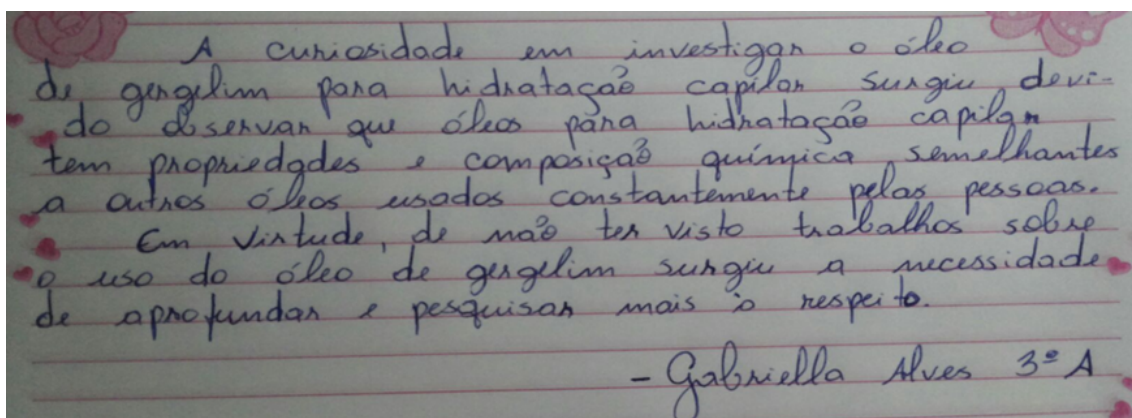 A curiosidade em investigar o óleo
de gergelim para hidratação capilar surgiu devi-
do observar que óleos para hidratação capilar
tem propriedades e composição química semelhantes
a outros óleos usados constantemente pelas pessoas.
Em virtude, de não ter visto trabalhos sobre
o uso do óleo de gergelim surgiu a necessidade
de aprofundar e pesquisar mais à respeito.
- Gabriella Alves 3º A